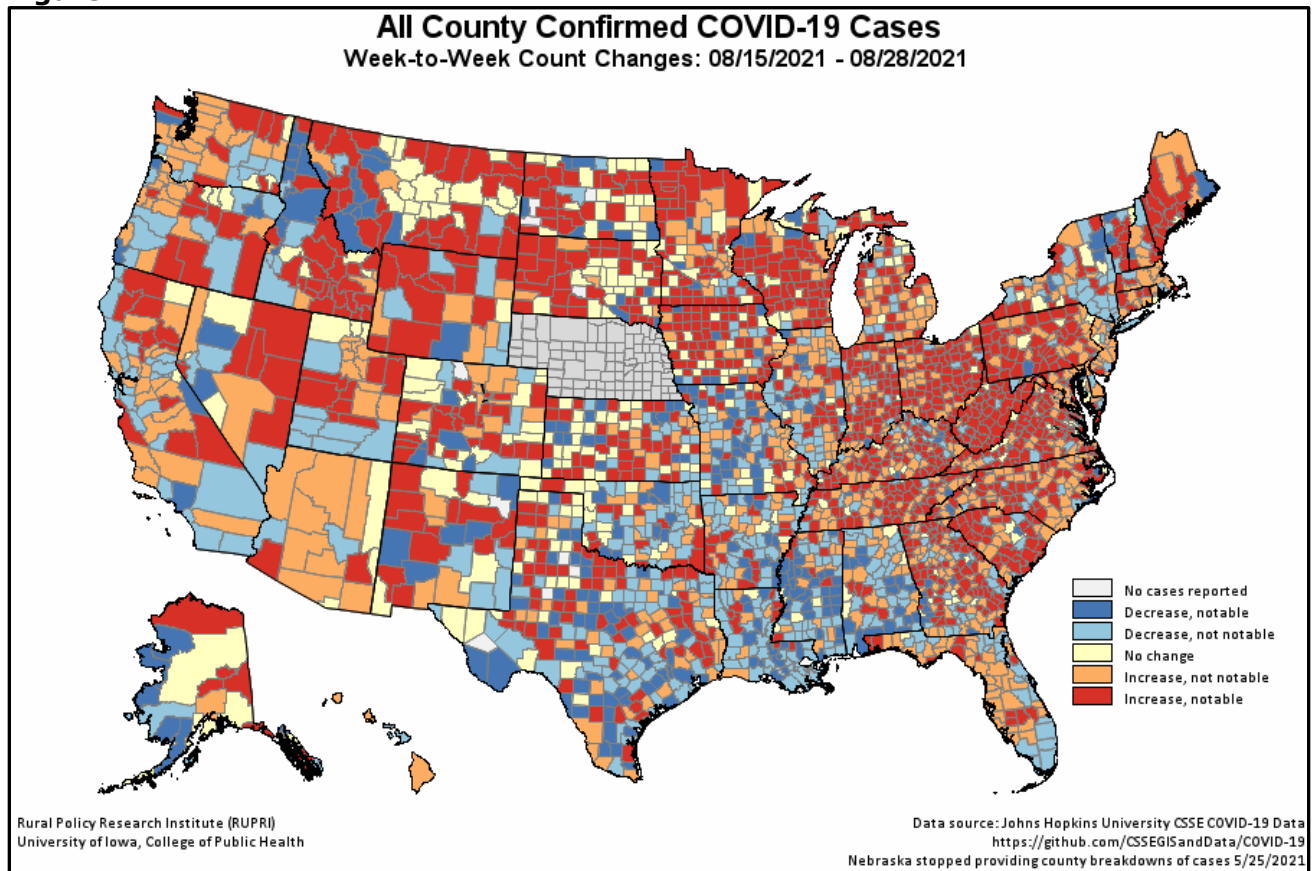 All County Confirmed COVID-19 Cases
Week-to-Week Count Changes: 08/15/2021 - 08/28/2021
No cases reported
Decrease, notable
Decrease, not notable
No change
Increase, not notable
Increase, notable
Rural Policy Research Institute (RUPRI)
University of Iowa, College of Public Health
Data source: Johns Hopkins University CSSE COVID-19 Data
https://github.com/CSSEGISandData/COVID-19
Nebraska stopped providing county breakdowns of cases 5/25/2021